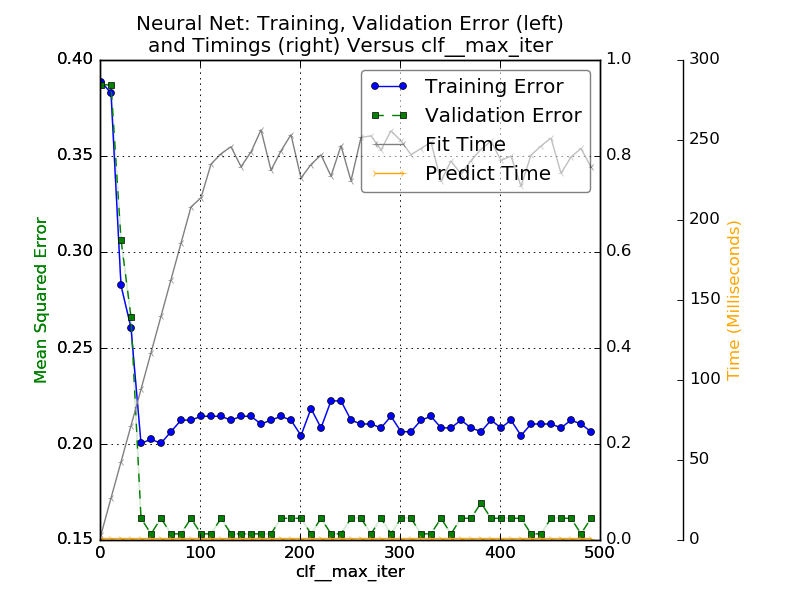 Neural Net: Training, Validation Error (left)
and Timings (right) Versus clf__max_iter
Training Error
Validation Error
Fit Time
Predict Time
Mean Squared Error
0.40
0.35
0.30
0.25
0.20
0.15
1.0
0.8
0.6
0.4
0.2
0.0
300
250
200
150
100
50
0
Time (Milliseconds)
0 100 200 300 400 500
clf__max_iter